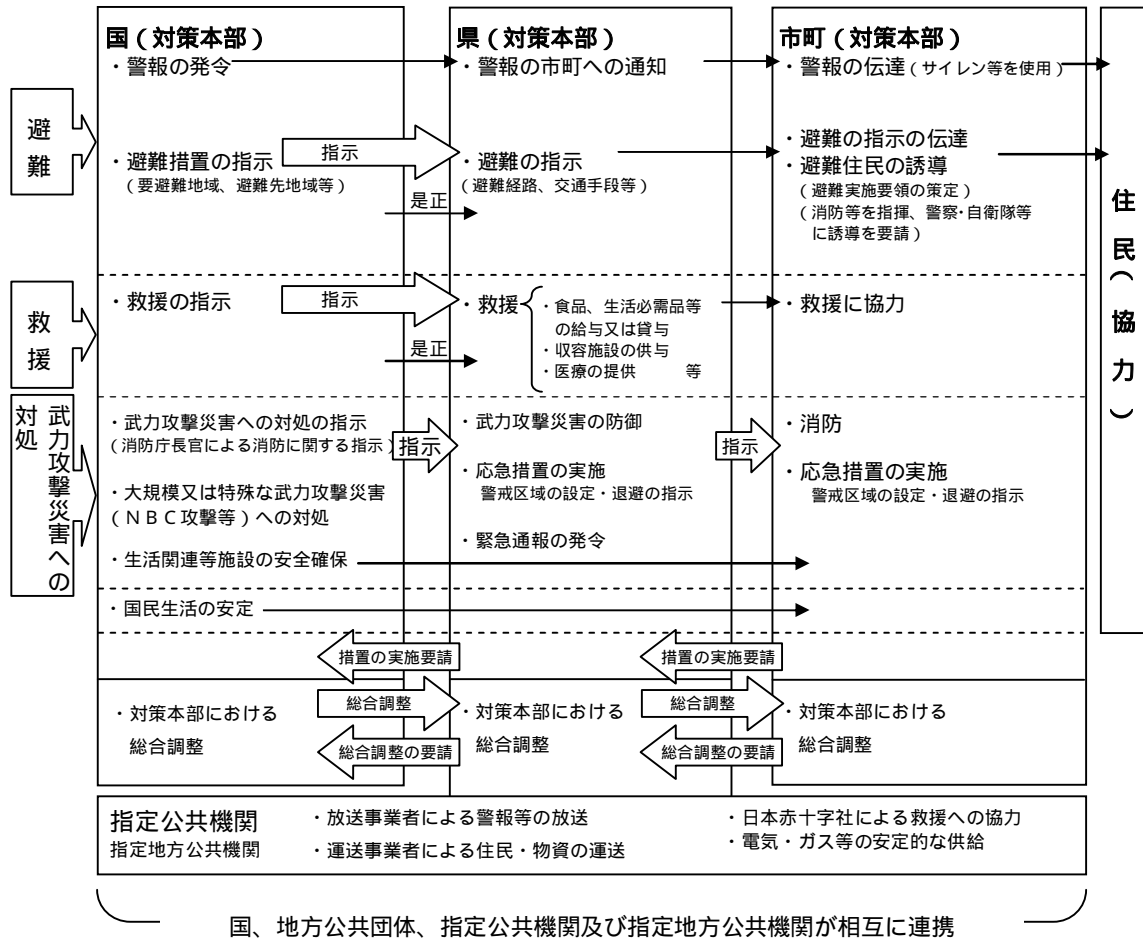 国（対策本部）
・警報の発令
県（対策本部）
・警報の市町への通知
市町（対策本部）
・警報の伝達（サイレン等を使用）
避難
・避難措置の指示
（要避難地域、避難先地域等）
指示
是正
・避難の指示
（避難経路、交通手段等）
・避難の指示の伝達
・避難住民の誘導
（避難実施要領の策定）
（消防等を指揮、警察・自衛隊等
に誘導を要請）
住民（協力）
救援
・救援の指示
指示
是正
・救援
・食品、生活必需品等
の給与又は貸与
・収容施設の供与
・医療の提供　等
・救援に協力
武力攻撃災害への
対処
・武力攻撃災害への対処の指示
（消防庁長官による消防に関する指示）
・大規模又は特殊な武力攻撃災害
（ＮＢＣ攻撃等）への対処
・生活関連等施設の安全確保
指示
・武力攻撃災害の防御
・応急措置の実施
警戒区域の設定・退避の指示
・緊急通報の発令
指示
・消防
・応急措置の実施
警戒区域の設定・退避の指示
・国民生活の安定
措置の実施要請
措置の実施要請
・対策本部における
総合調整
総合調整
総合調整の要請
・対策本部における
総合調整
総合調整
総合調整の要請
・対策本部における
総合調整
指定公共機関
指定地方公共機関
・放送事業者による警報等の放送
・運送事業者による住民・物資の運送
・日本赤十字社による救援への協力
・電気・ガス等の安定的な供給
国、地方公共団体、指定公共機関及び指定地方公共機関が相互に連携